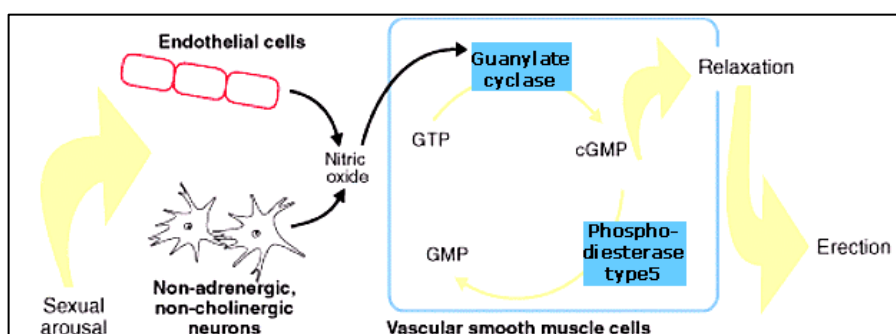 Endothelial cells
Guanylate
cyclase
Relaxation
GTP
cGMP
Nitric
oxide
Phospho-
diesterase
type5
GMP
Erection
Non-adrenergic,
non-cholinergic
neurons
Sexual
arousal
Vascular smooth muscle cells